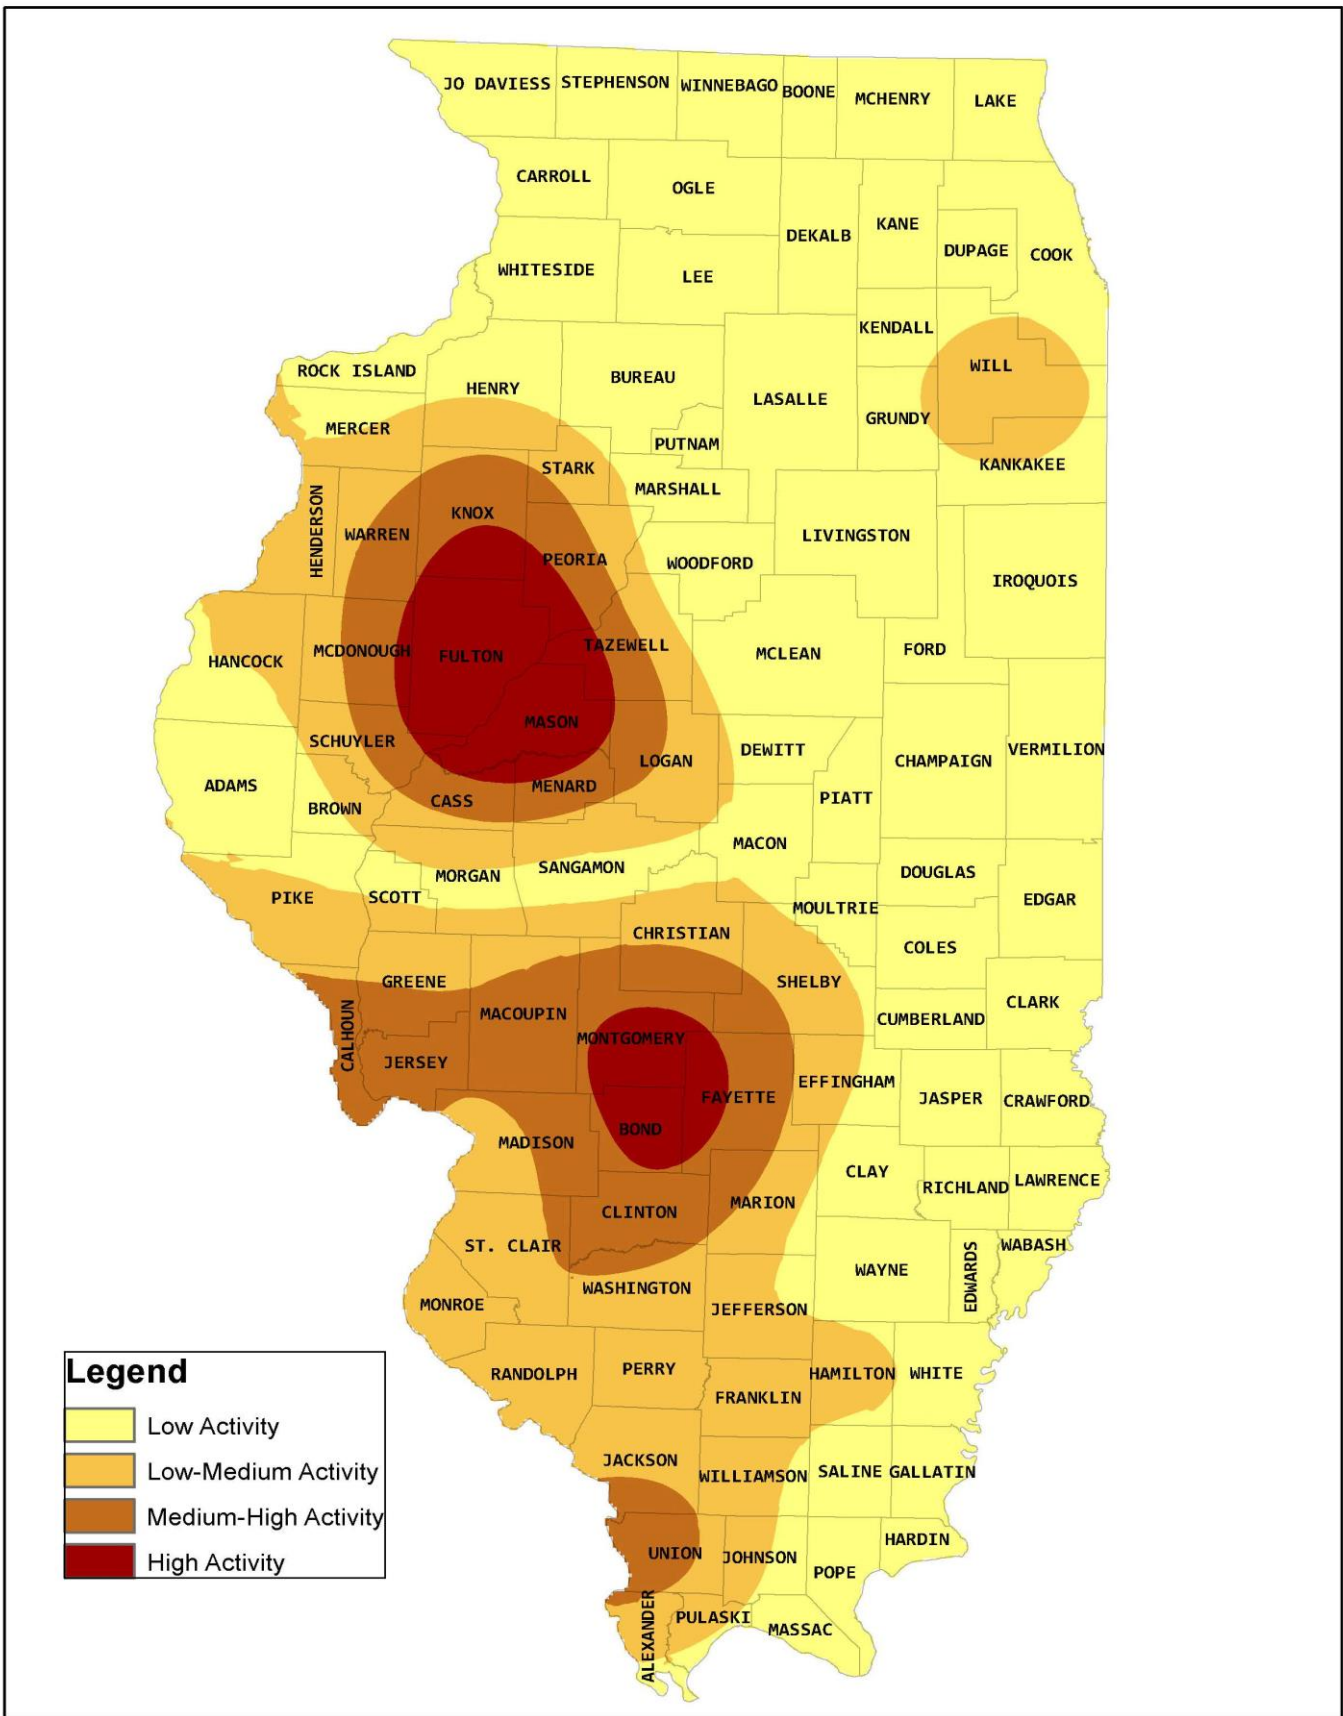 JO DAVIESS
STEPHENSON
WINNEBAGO
BOONE
MCHENRY
LAKE
CARROLL
OGLE
DEKALB
KANE
DUPAGE
COOK
WHITESIDE
LEE
KENDALL
ROCK ISLAND
HENRY
BUREAU
LASALLE
GRUNDY
WILL
MERCER
PUTNAM
KANKAKEE
STARK
MARSHALL
HENDERSON
WARREN
KNOX
PEORIA
WOODFORD
LIVINGSTON
IROQUOIS
HANCOCK
MCDONOUGH
FULTON
TAZEWELL
MCLEAN
FORD
SCHUYLER
MASON
LOGAN
DEWITT
CHAMPAIGN
VERMILION
ADAMS
BROWN
CASS
MENARD
PIATT
MACON
PIKE
SCOTT
MORGAN
SANGAMON
DOUGLAS
EDGAR
MOULTRIE
CHRISTIAN
COLES
GREENE
SHELBY
CALHOUN
MACOUPIN
MONTGOMERY
CUMBERLAND
CLARK
JERSEY
FAYETTE
EFFINGHAM
JASPER
CRAWFORD
MADISON
BOND
CLAY
RICHLAND
LAWRENCE
CLINTON
MARION
ST. CLAIR
WASHINGTON
WAYNE
EDWARDS
WABASH
MONROE
JEFFERSON
RANDOLPH
PERRY
FRANKLIN
HAMILTON
WHITE
JACKSON
WILLIAMSON
SALINE
GALLATIN
UNION
JOHNSON
POPE
HARDIN
ALEXANDER
PULASKI
MASSAC
Legend
Low Activity
Low-Medium Activity
Medium-High Activity
High Activity